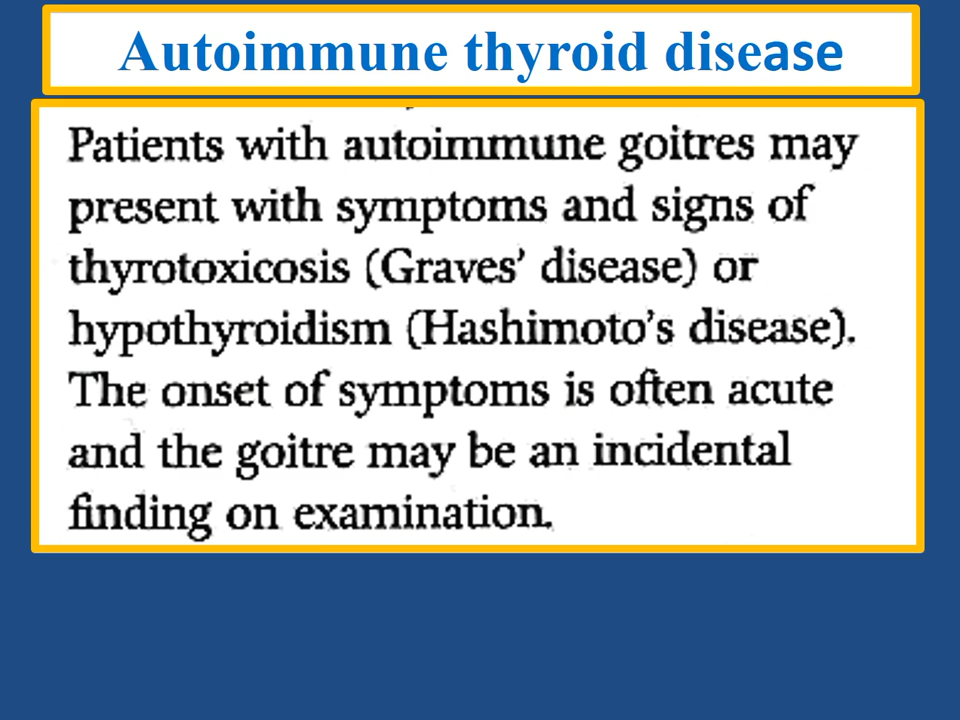 Autoimmune thyroid disease
Patients with autoimmune goitres may
present with symptoms and signs of
thyrotoxicosis (Graves’ disease) or
hypothyroidism (Hashimoto’s disease).
The onset of symptoms is often acute
and the goitre may be an incidental
finding on examination.